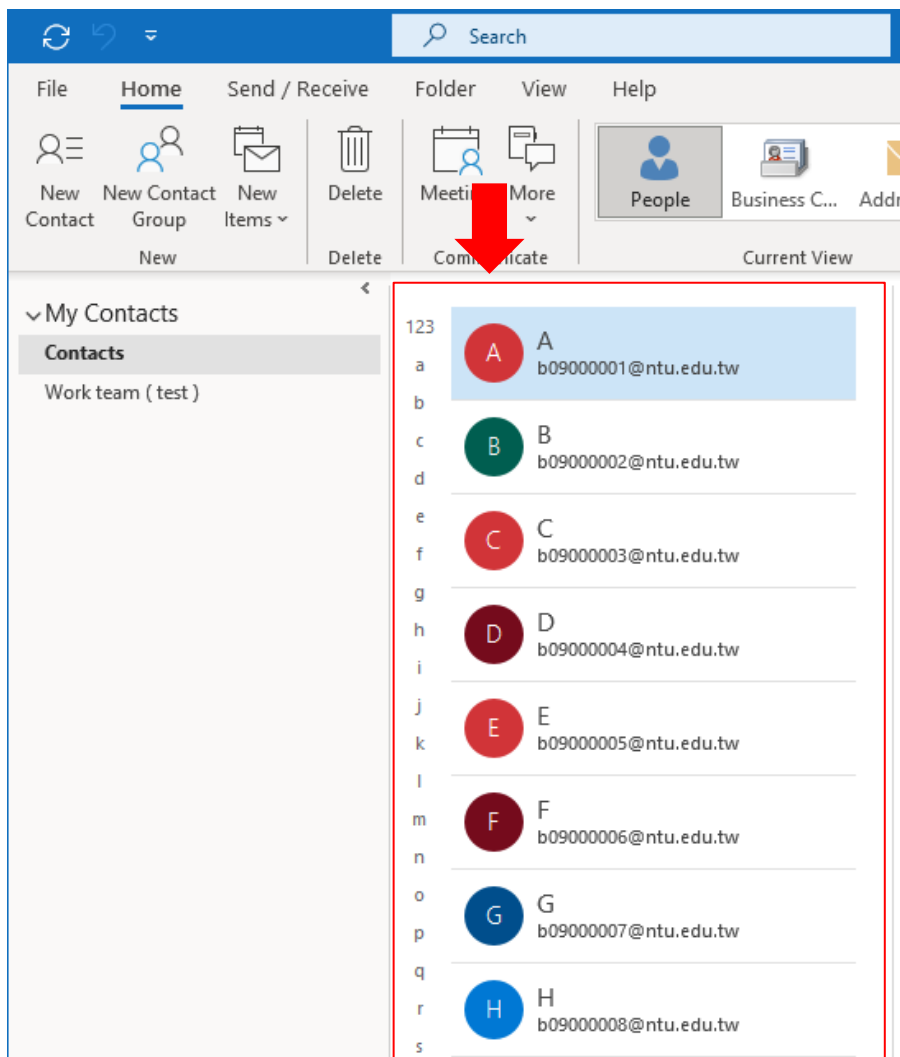 Search
File Home Send / Receive Folder View Help
New Contact
New Contact Group
New Items
Delete
More
People
Business C...
New
Delete
Current View
My Contacts
Contacts
Work team ( test )
123
a
b
c
d
e
f
g
h
i
j
k
l
m
n
o
p
q
r
s
A
A
b09000001@ntu.edu.tw
B
B
b09000002@ntu.edu.tw
C
C
b09000003@ntu.edu.tw
D
D
b09000004@ntu.edu.tw
E
E
b09000005@ntu.edu.tw
F
F
b09000006@ntu.edu.tw
G
G
b09000007@ntu.edu.tw
H
H
b09000008@ntu.edu.tw